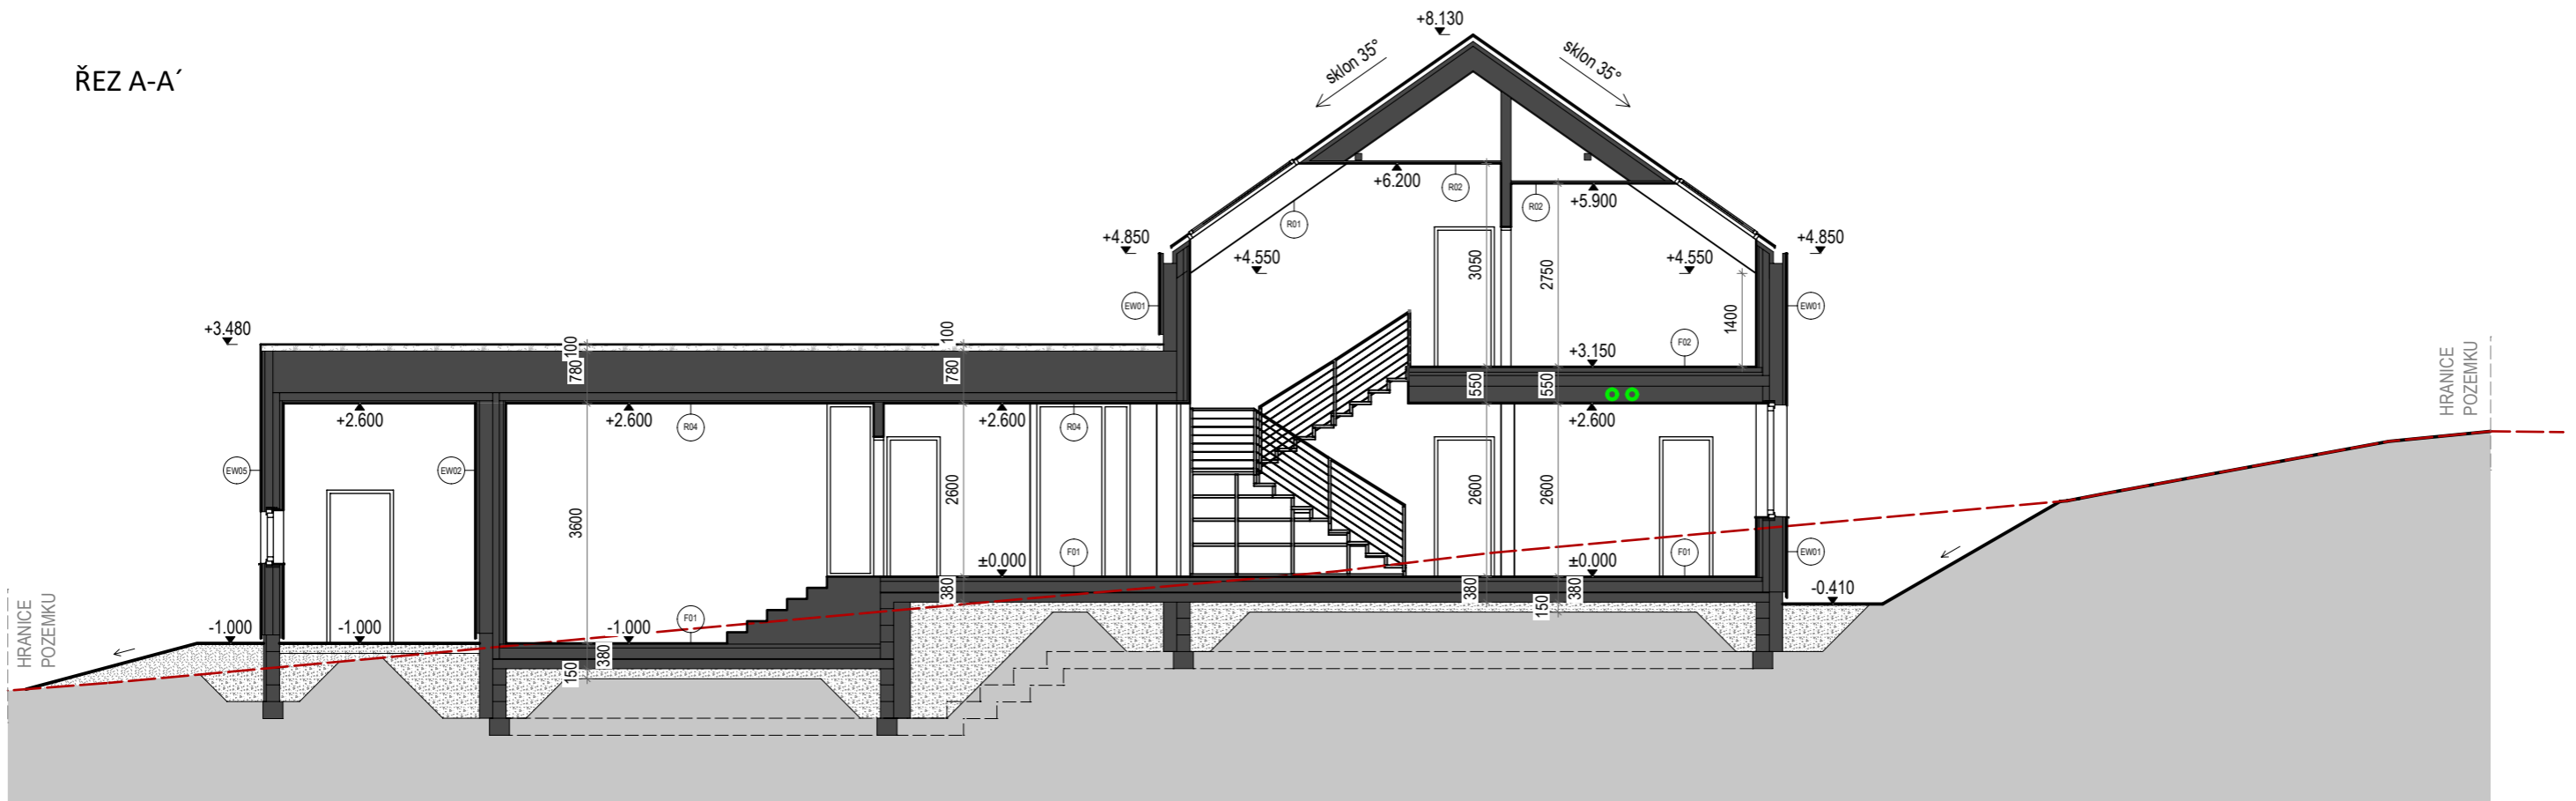 ŘEZ A-A´
+8.130
sklon 35°
sklon 35°
+6.200
R02
R02
+5.900
R01
+4.850
+4.550
3050
2750
+4.550
+4.850
EW01
1400
EW01
+3.480
100
100
780
780
+3.150
F02
550
550
HRANICE
POZEMKU
+2.600
+2.600
R04
+2.600
R04
+2.600
EW05
EW02
3600
2600
2600
2600
±0.000
F01
±0.000
F01
EW01
380
380
150
380
-0.410
HRANICE
POZEMKU
-1.000
-1.000
F01
-1.000
380
150